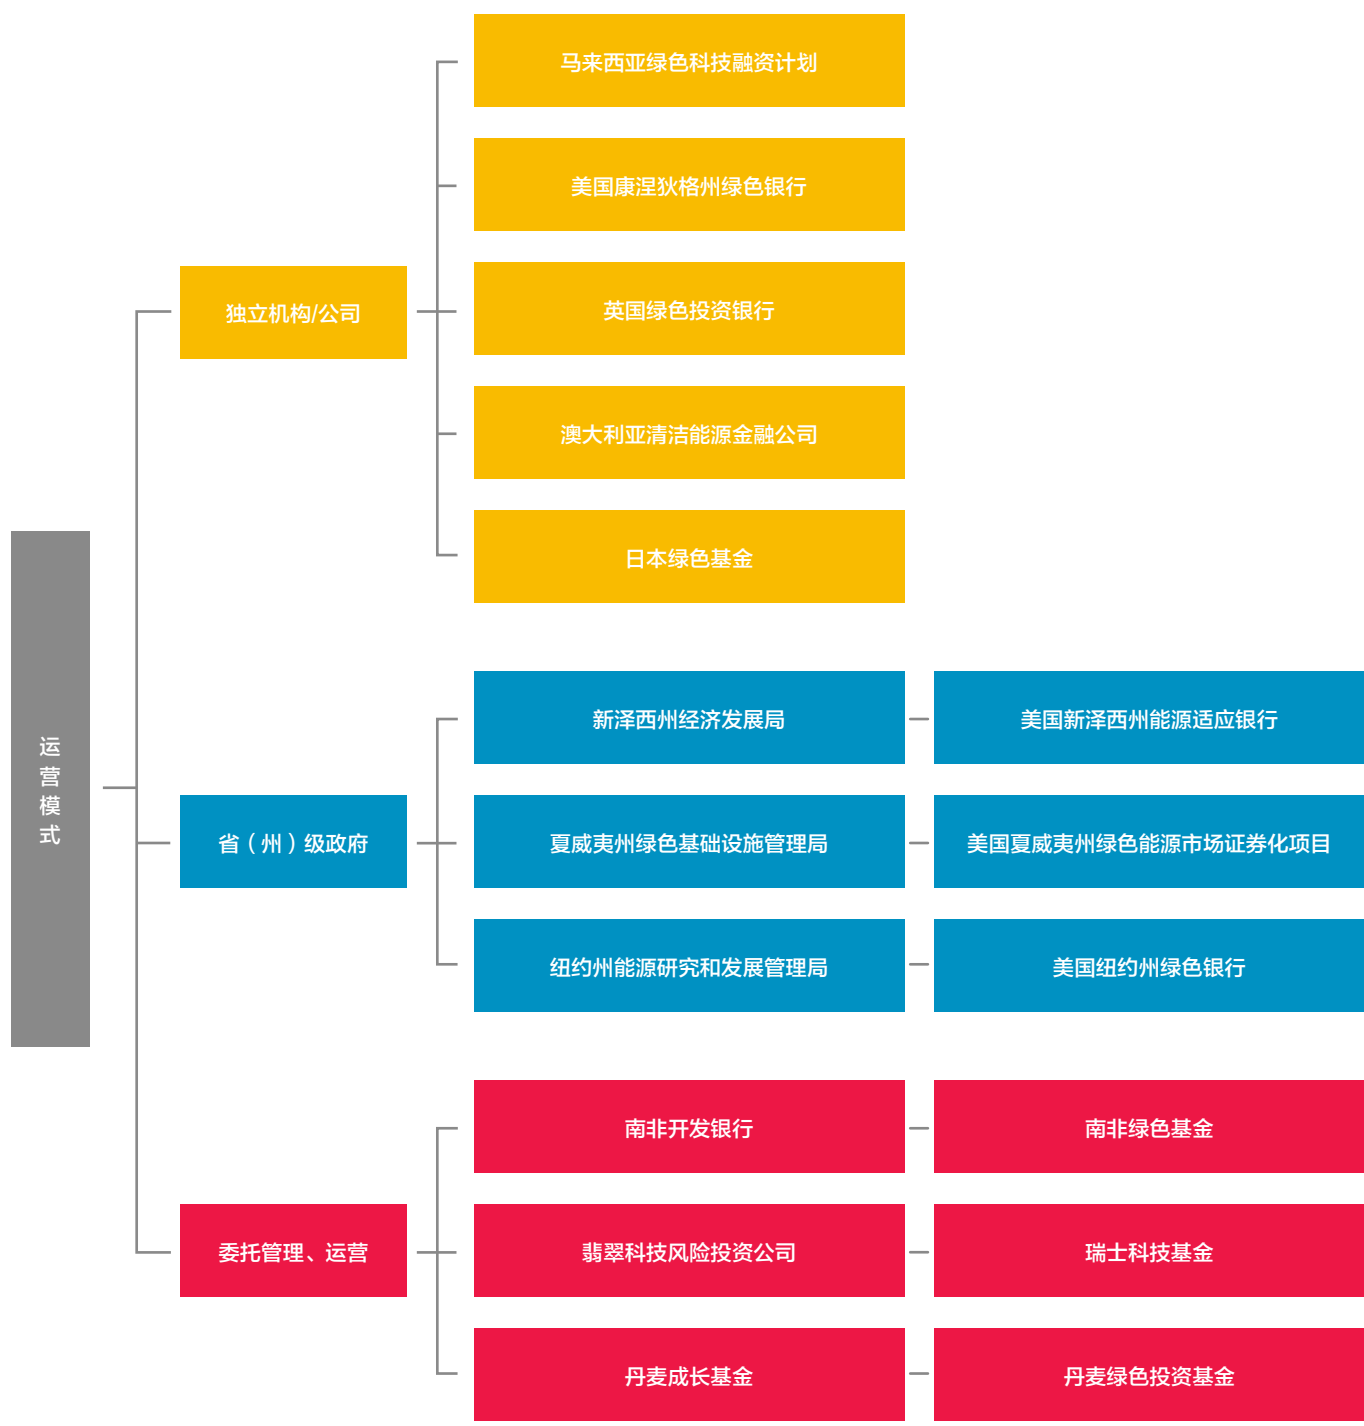 运营模式
独立机构/公司
马来西亚绿色科技融资计划
美国康涅狄格州绿色银行
英国绿色投资银行
澳大利亚清洁能源金融公司
日本绿色基金
省（州）级政府
新泽西州经济发展局
美国新泽西州能源适应银行
夏威夷州绿色基础设施管理局
美国夏威夷州绿色能源市场证券化项目
纽约州能源研究和发展管理局
美国纽约州绿色银行
委托管理、运营
南非开发银行
南非绿色基金
翡翠科技风险投资公司
瑞士科技基金
丹麦成长基金
丹麦绿色投资基金